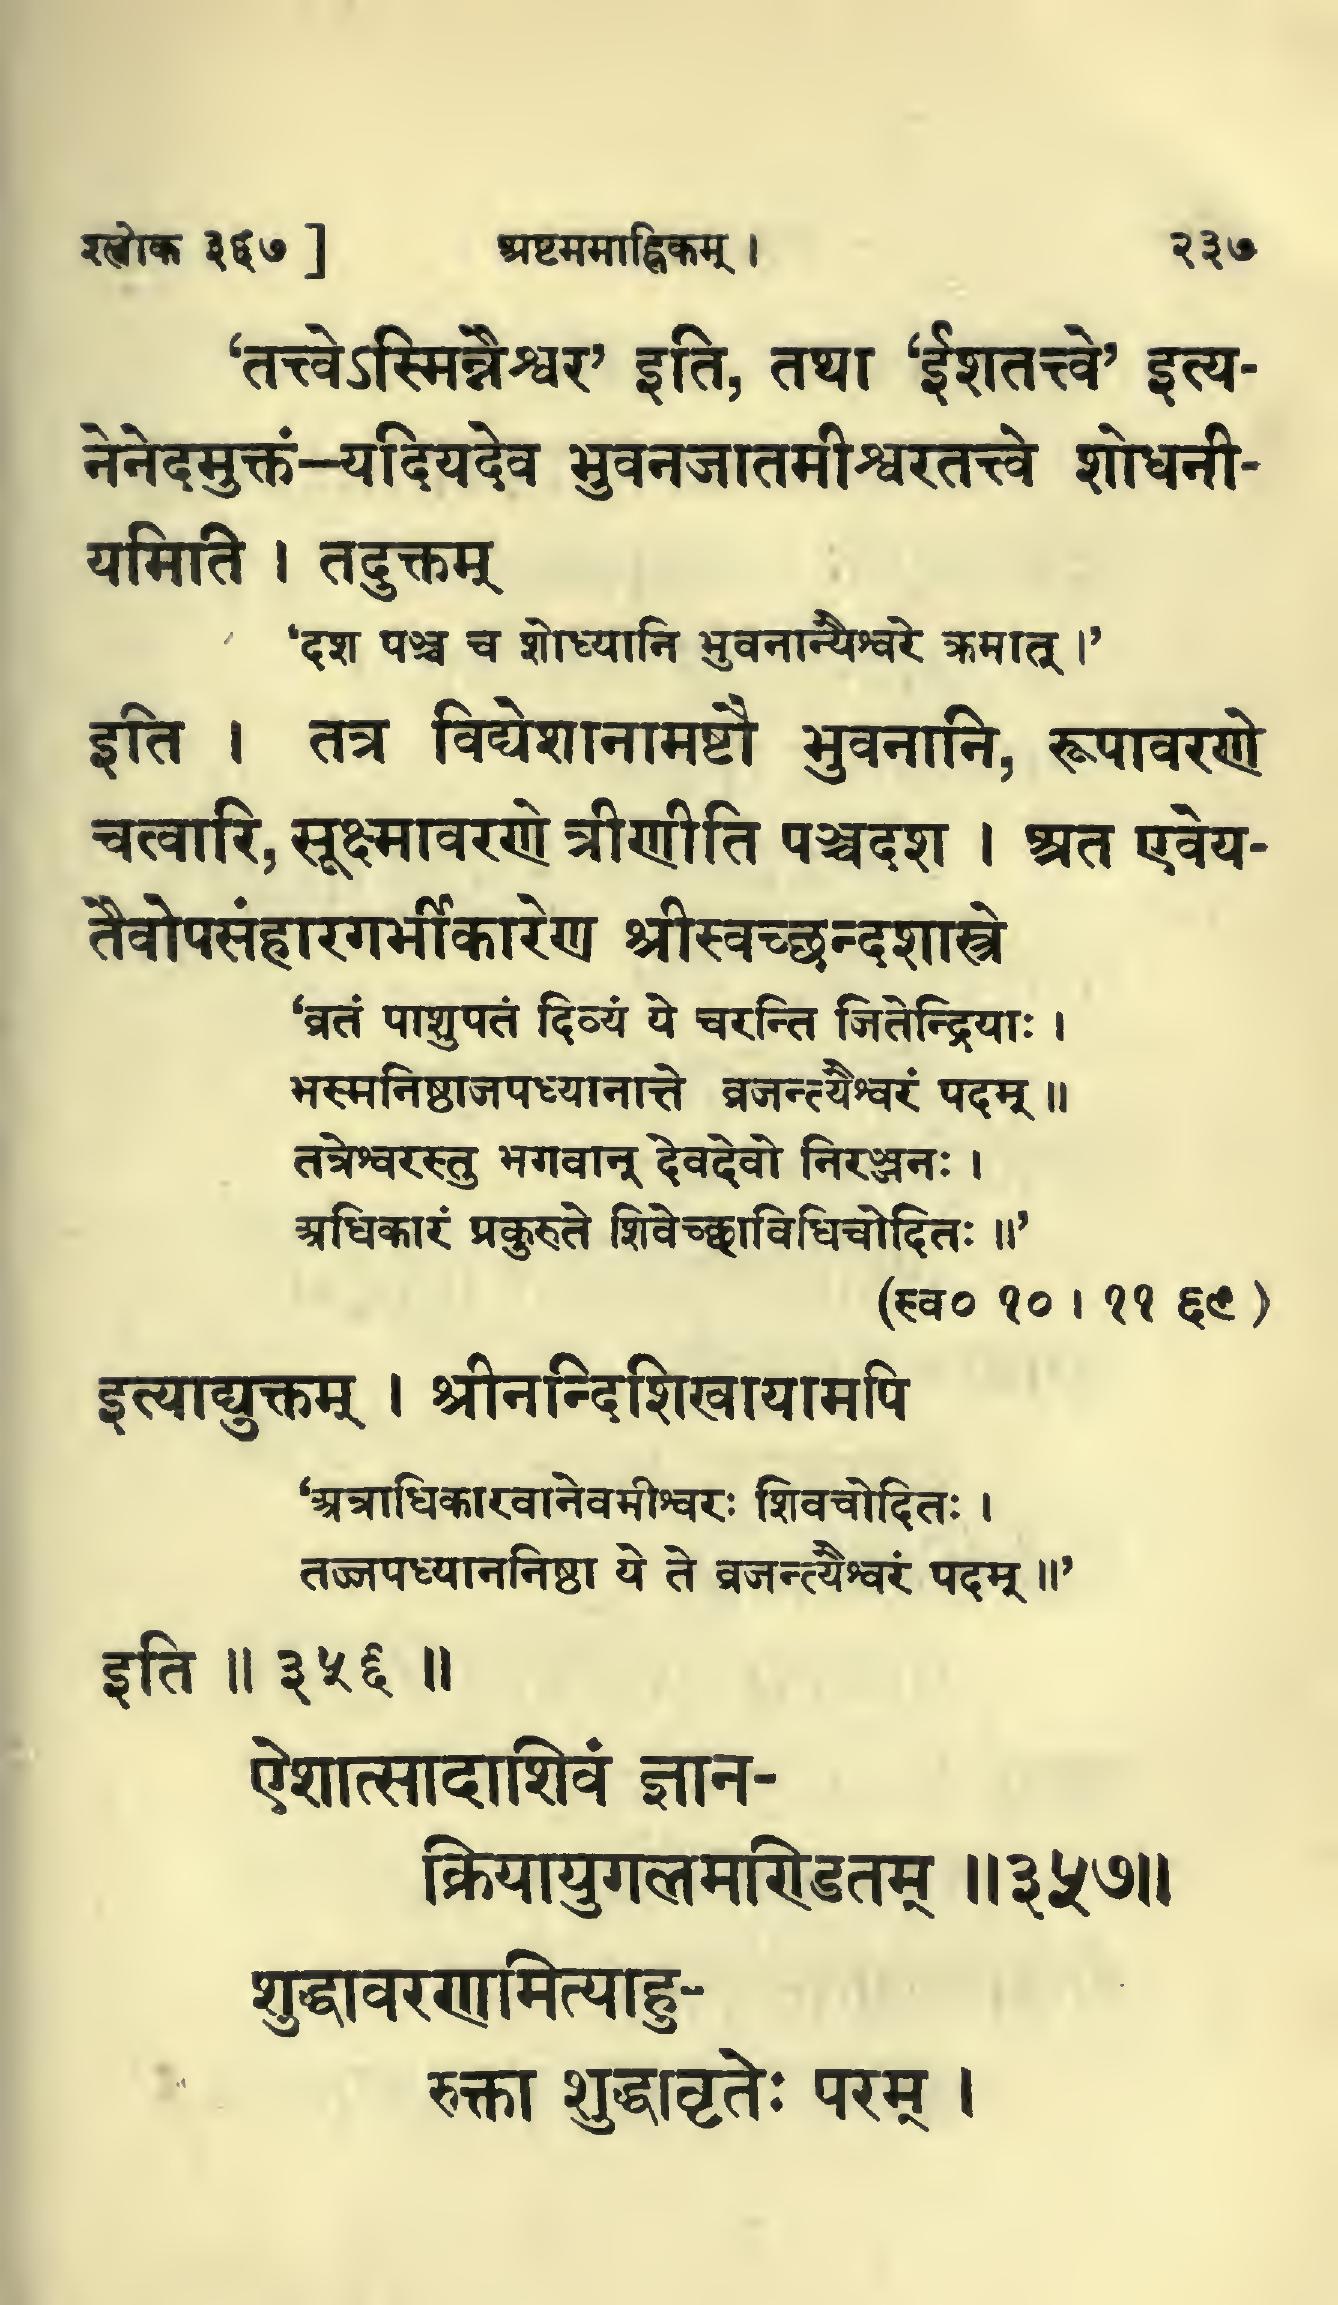 श्लोक ३६७ ] अष्टममाह्निकम् । २३७
‘तत्त्वेऽस्मिन्नैश्वर’ इति, तथा ‘ईशतत्त्वे’ इत्य-
नेनेदमुक्तं—यदियदेव भुवनजातमीश्वरतत्त्वे शोधनी-
यमिति । तदुक्तम्
‘दश पञ्च च शोध्यानि भुवनान्यैश्वरे क्रमात् ।’
इति । तत्र विद्येशानामष्टौ भुवनानि, रूपावरणे
चत्वारि, सूक्ष्मावरणे त्रीणीति पञ्चदश । अत एवेय-
तैवोपसंहारगर्भीकारेण श्रीस्वच्छन्दशास्त्रे
‘व्रतं पाशुपतं दिव्यं ये चरन्ति जितेन्द्रियाः ।
भस्मनिष्ठाजपध्यानात्ते व्रजन्त्यैश्वरं पदम् ॥
तत्रेश्वरस्तु भगवान् देवदेवो निरञ्जनः ।
अधिकारं प्रकुरुते शिवेच्छाविधिचोदितः ॥’
(स्व० १० । ११ ६९ )
इत्याद्युक्तम् । श्रीनन्दिशिखायामपि
‘अत्राधिकारवानेवमीश्वरः शिवचोदितः ।
तज्जपध्याननिष्ठा ये ते व्रजन्त्यैश्वरं पदम् ॥’
इति ॥ ३५६ ॥
ऐशात्सादाशिवं ज्ञान-
क्रियायुगलमण्डितम् ॥३५७॥
शुद्धावरणमित्याहु-
रुक्ता शुद्धावृतेः परम् ।